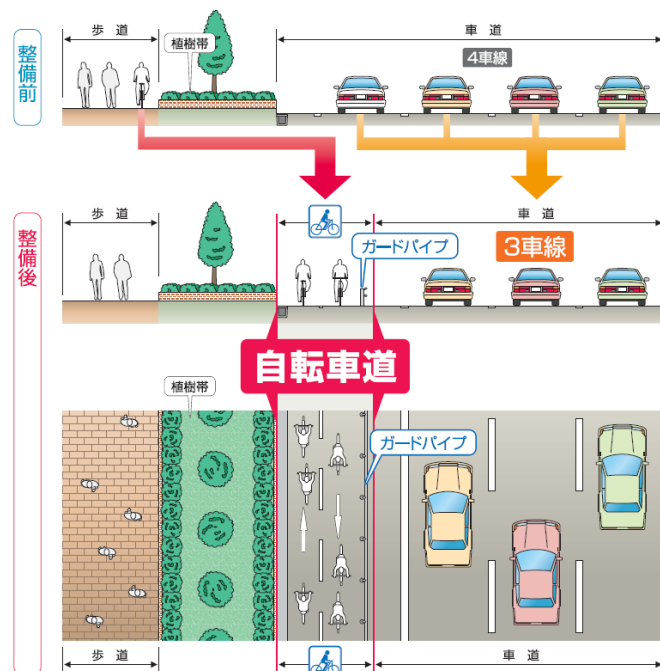 整備前
歩道
植樹帯
車道
4車線
整備後
歩道
車道
ガードパイプ
3車線
自転車道
植樹帯
ガードパイプ
歩道
車道